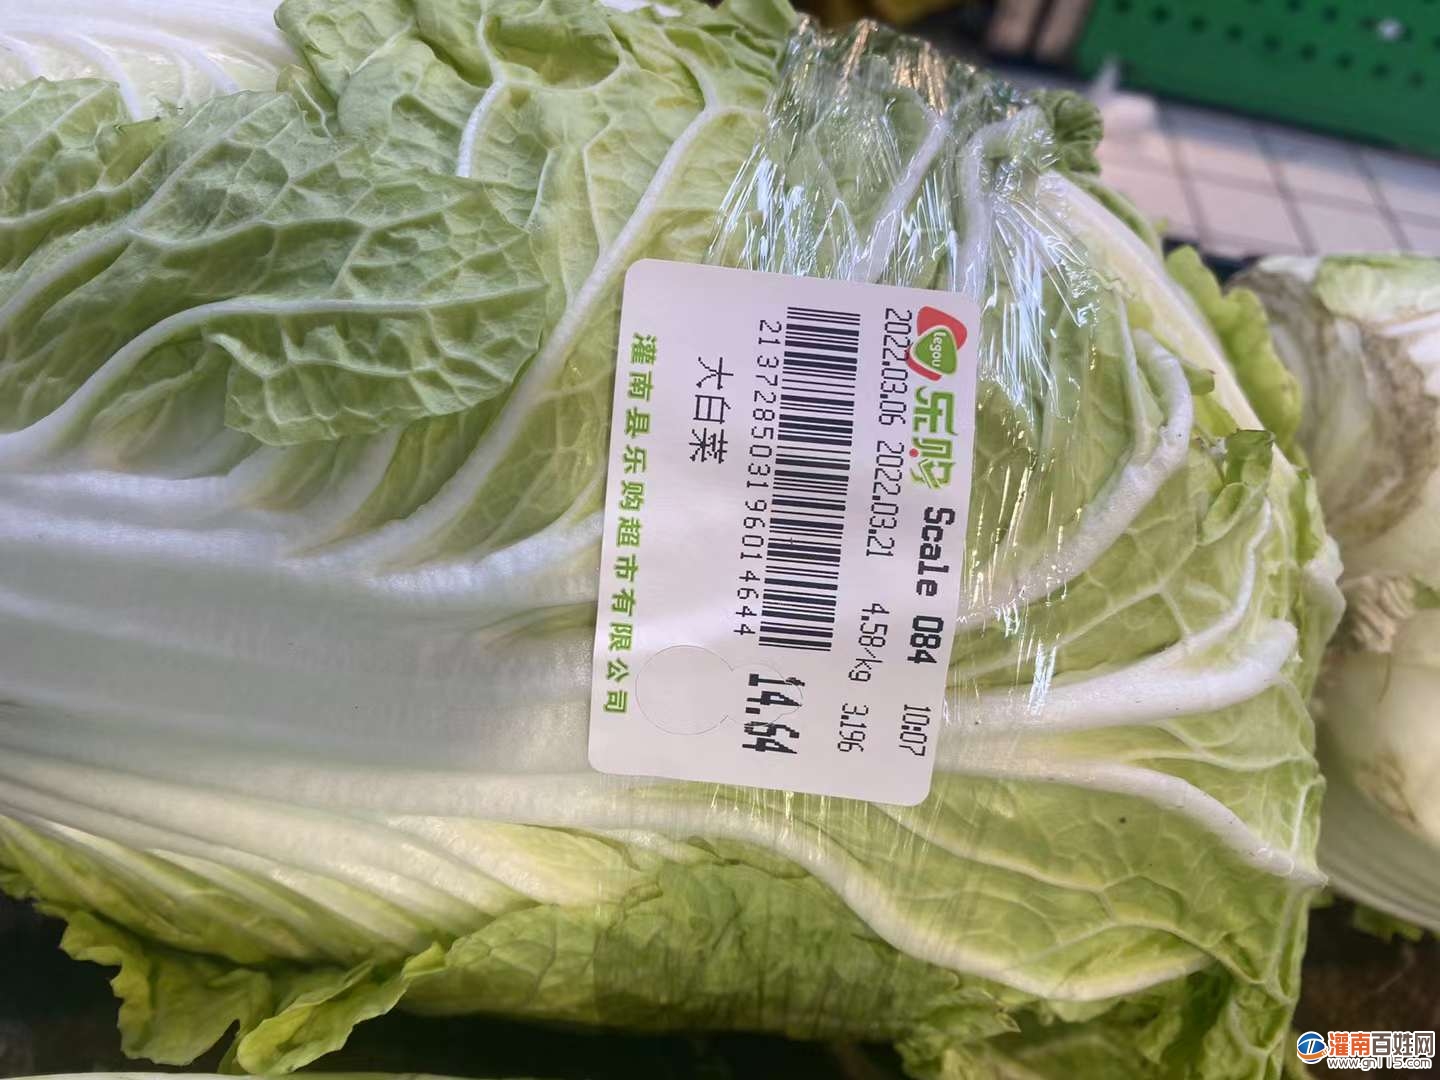 Legou 乐购 Scale 084 10:07
2022.03.06 2022.03.21 4.58/kg 3.196
213728503196014644
大白菜 14.64
灌南县乐购超市有限公司
灌南百姓网
www.gn115.com